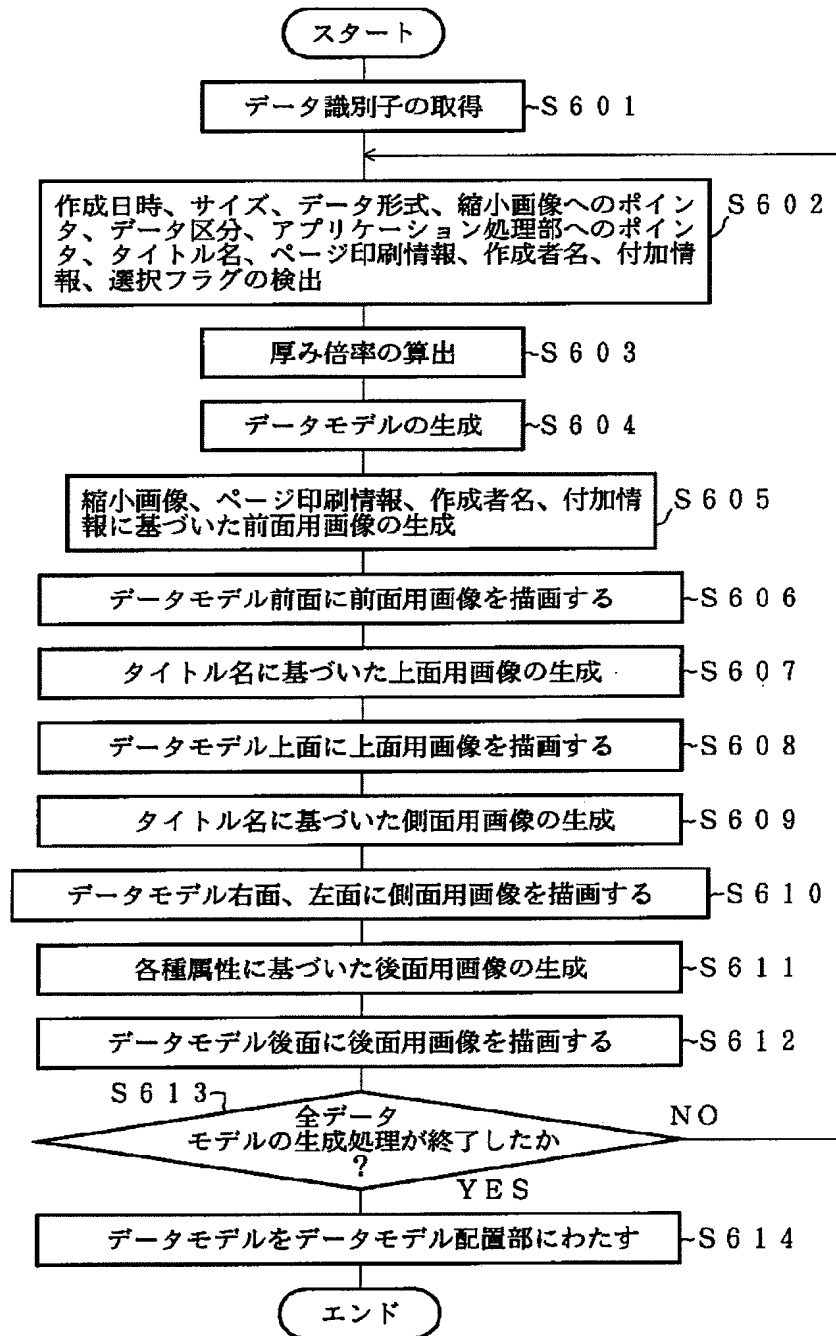 スタート
データ識別子の取得
~S601
作成日時、サイズ、データ形式、縮小画像へのポイン
タ、データ区分、アプリケーション処理部へのポイン
タ、タイトル名、ページ印刷情報、作成者名、付加情
報、選択フラグの検出
S602
厚み倍率の算出
~S603
データモデルの生成
~S604
縮小画像、ページ印刷情報、作成者名、付加情
報に基づいた前面用画像の生成
S605
データモデル前面に前面用画像を描画する
~S606
タイトル名に基づいた上面用画像の生成
~S607
データモデル上面に上面用画像を描画する
~S608
タイトル名に基づいた側面用画像の生成
~S609
データモデル右面、左面に側面用画像を描画する
~S610
各種属性に基づいた後面用画像の生成
~S611
データモデル後面に後面用画像を描画する
~S612
S613
全データ
モデルの生成処理が終了したか
?
NO
YES
データモデルをデータモデル配置部にわたす
~S614
エンド